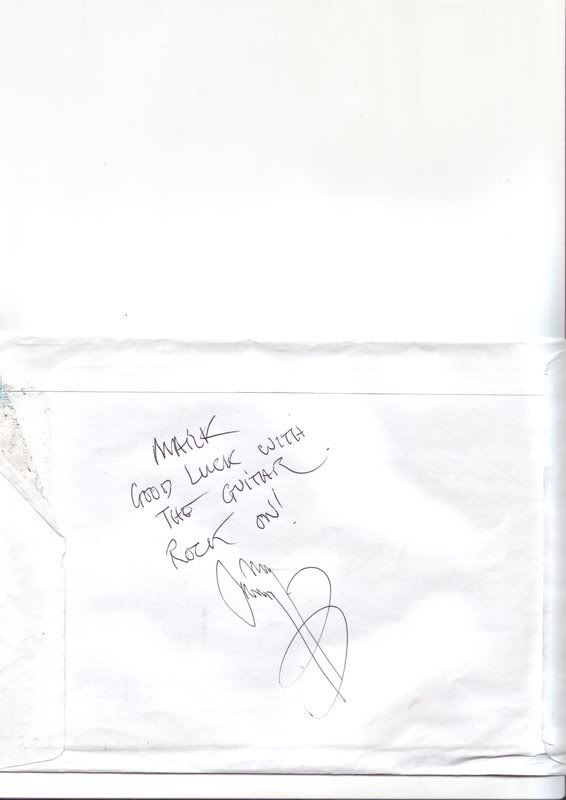 MARK
GOOD LUCK WITH
THE GUITAR.
ROCK ON!